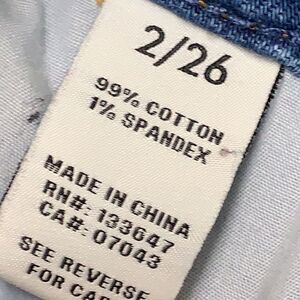 2/26
99% COTTON
1% SPANDEX
MADE IN CHINA
RN#: 133647
CA#: 07043
SEE REVERSE
FOR CAR